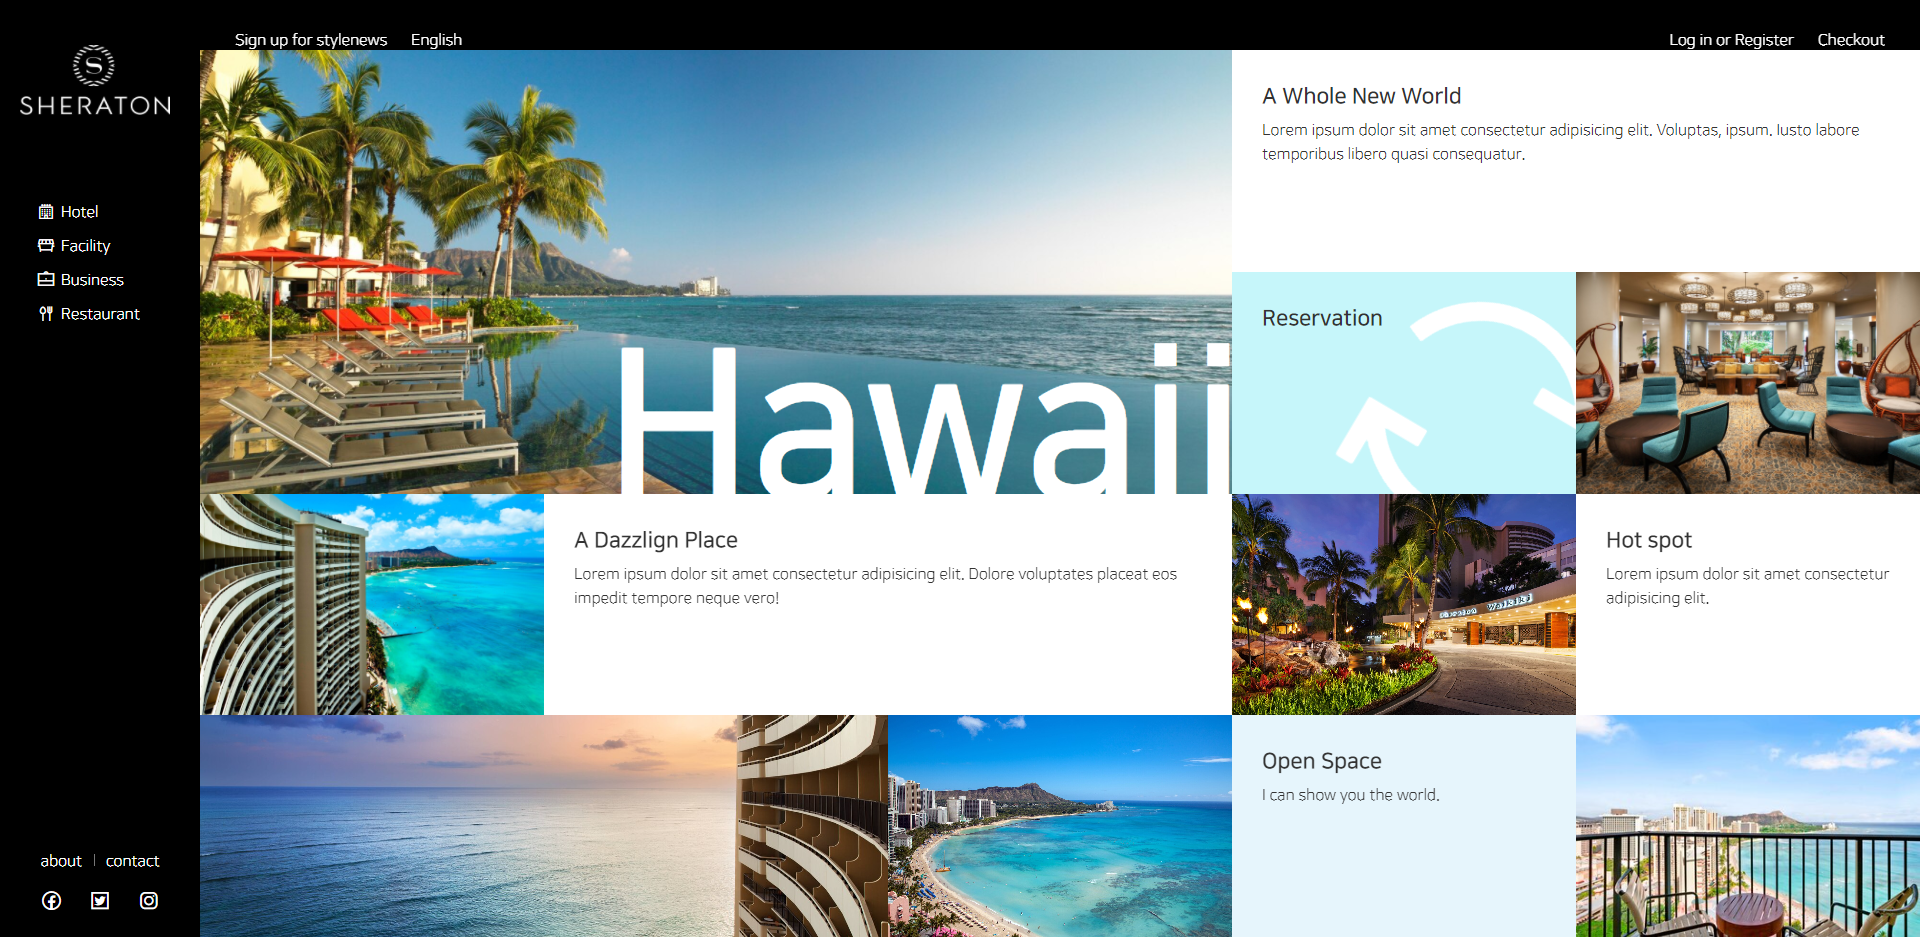 Sign up for stylenews English
Log in or Register Checkout
S
SHERATON
Hotel
Facility
Business
Restaurant
about | contact
Hawaii
A Whole New World
Lorem ipsum dolor sit amet consectetur adipisicing elit. Voluptas, ipsum. Iusto labore
temporibus libero quasi consequatur.
Reservation
A Dazzlign Place
Lorem ipsum dolor sit amet consectetur adipisicing elit. Dolore voluptates placeat eos
impedit tempore neque vero!
Sheraton Waikiki
Hot spot
Lorem ipsum dolor sit amet consectetur
adipisicing elit.
Open Space
I can show you the world.